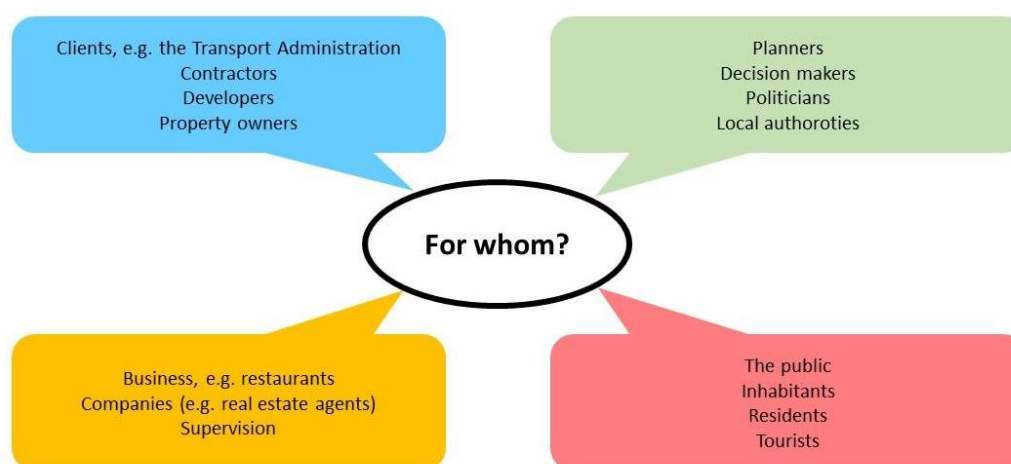 Clients, e.g. the Transport Administration
Contractors
Developers
Property owners
Planners
Decision makers
Politicians
Local authoroties
For whom?
Business, e.g. restaurants
Companies (e.g. real estate agents)
Supervision
The public
Inhabitants
Residents
Tourists